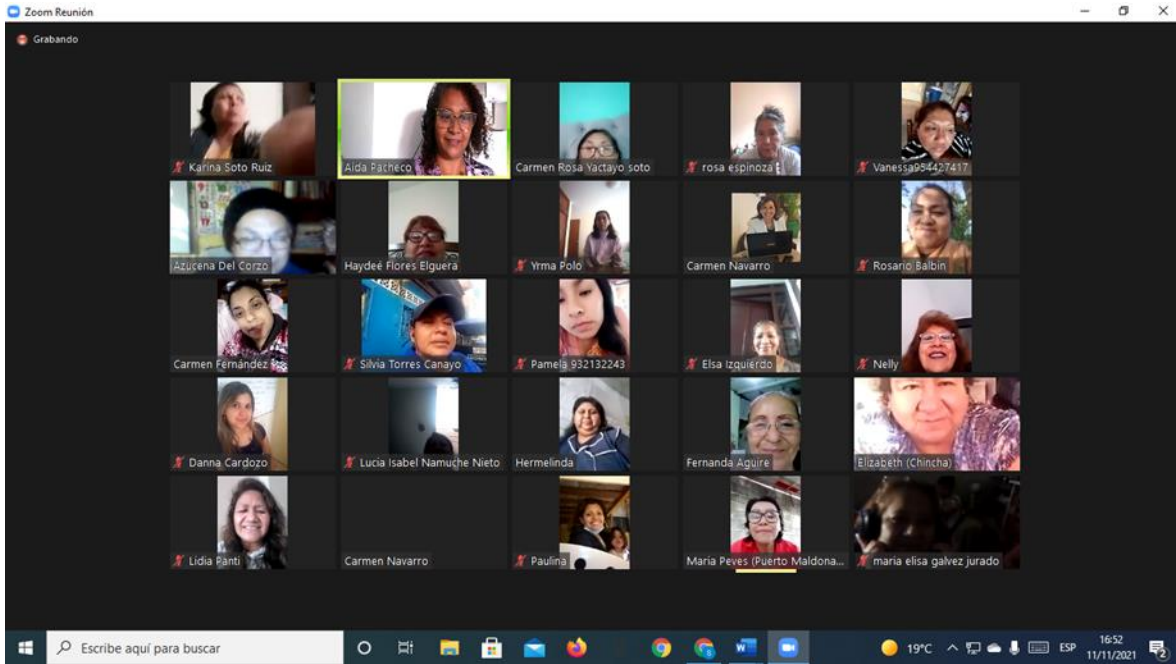 Zoom Reunión
Grabando
Karina Soto Ruiz
Aida Pacheco
Carmen Rosa Yactayo soto
rosa espinoza
Vanessa954427417
Azucena Del Corzo
Haydeé Flores Elguera
Yrma Polo
Carmen Navarro
Rosario Balbin
Carmen Fernández
Silvia Torres Canayo
Pamela 932132243
Elsa Izquierdo
Nelly
Danna Cardozo
Lucia Isabel Namuche Nieto
Hermelinda
Fernanda Aguire
Elizabeth (Chincha)
Lidia Panti
Carmen Navarro
Paulina
Maria Peves (Puerto Maldona...
maria elisa galvez jurado
Escribe aquí para buscar
19°C
ESP
16:52
11/11/2021
2